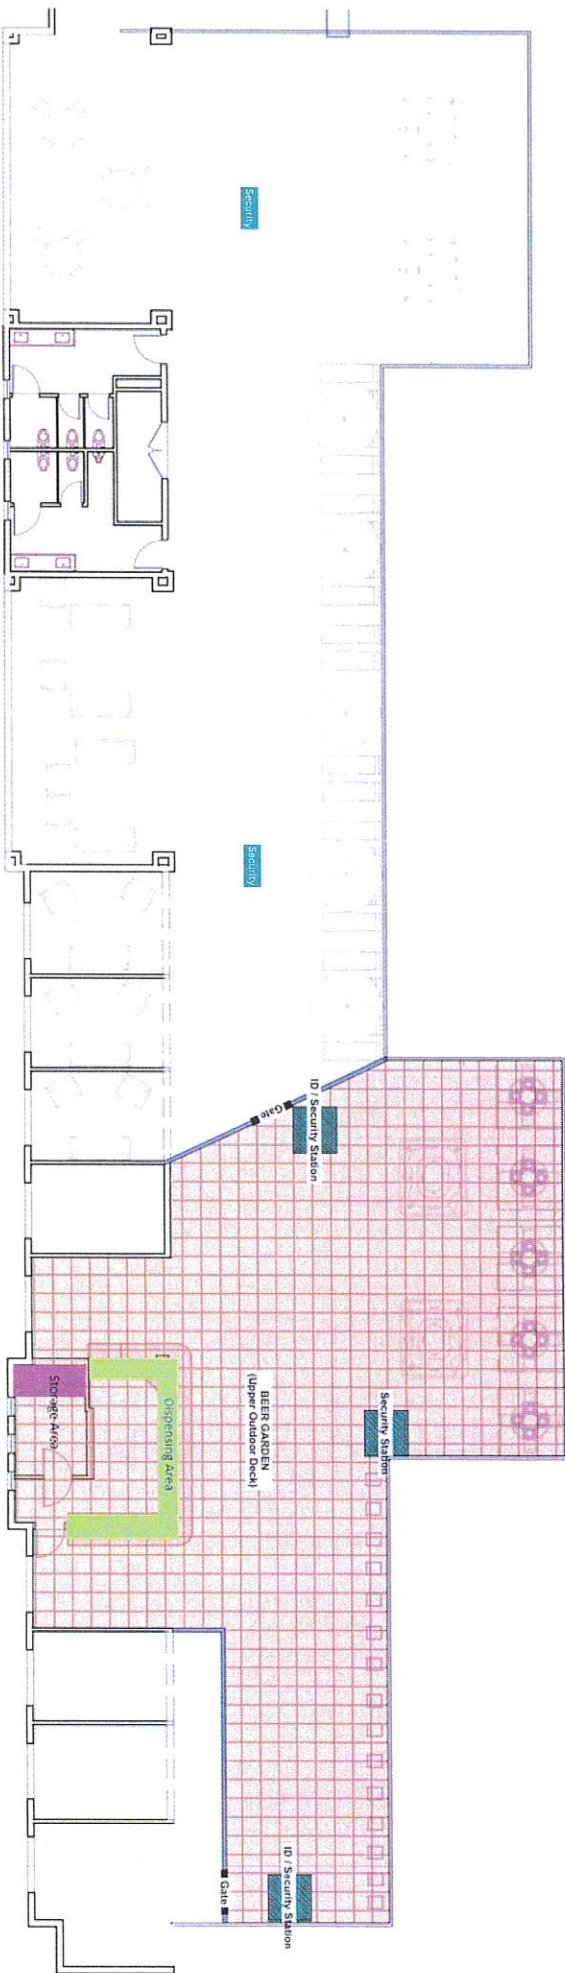 Security
Security
ID / Security Station
Gate
BEER GARDEN
(Upper Outdoor Deck)
Security Station
Dispensing Area
Storage Area
ID / Security Station
Gate